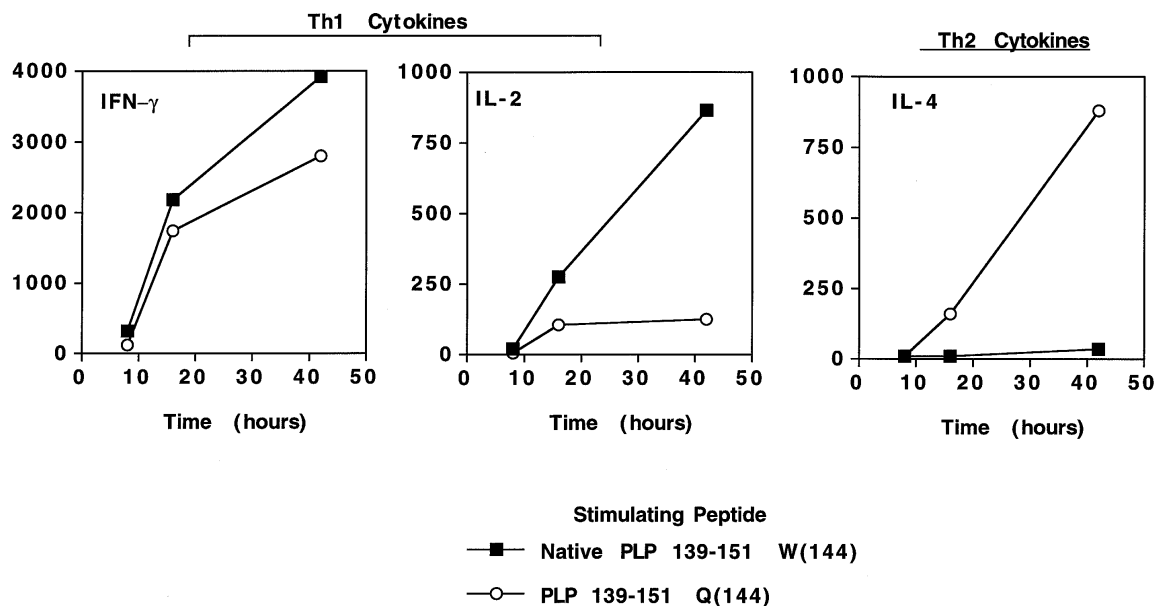 Th1 Cytokines
Th2 Cytokines
IFN-γ
4000
3000
2000
1000
0
0 10 20 30 40 50
Time (hours)
IL-2
1000
750
500
250
0
0 10 20 30 40 50
Time (hours)
IL-4
1000
750
500
250
0
0 10 20 30 40 50
Time (hours)
Stimulating Peptide
Native PLP 139-151 W(144)
PLP 139-151 Q(144)